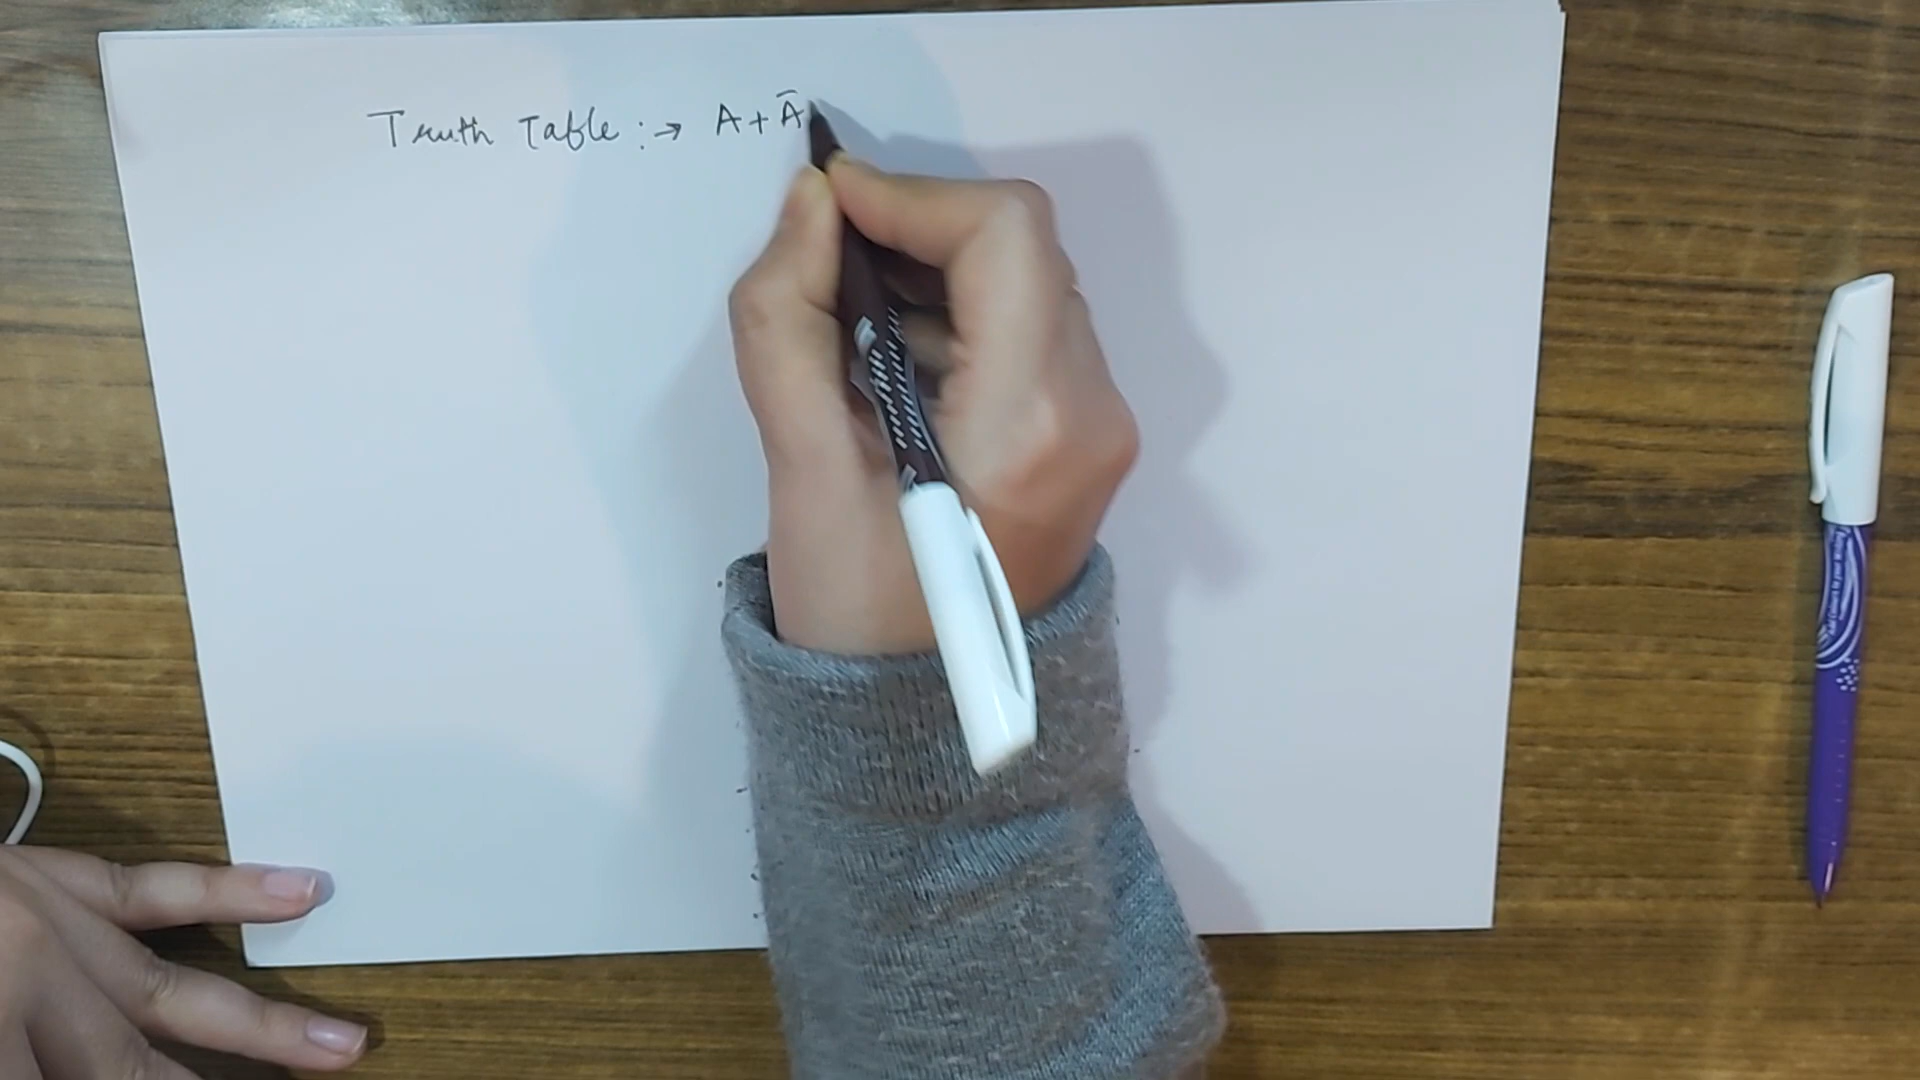 Truth Table :→ A + Ā